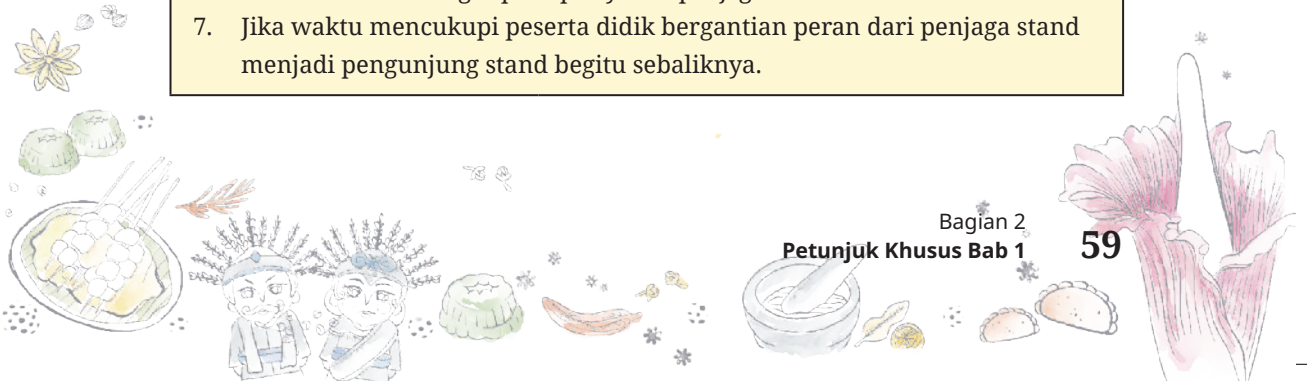 7. Jika waktu mencukupi peserta didik bergantian peran dari penjaga stand
menjadi pengunjung stand begitu sebaliknya.
Bagian 2
Petunjuk Khusus Bab 1
59